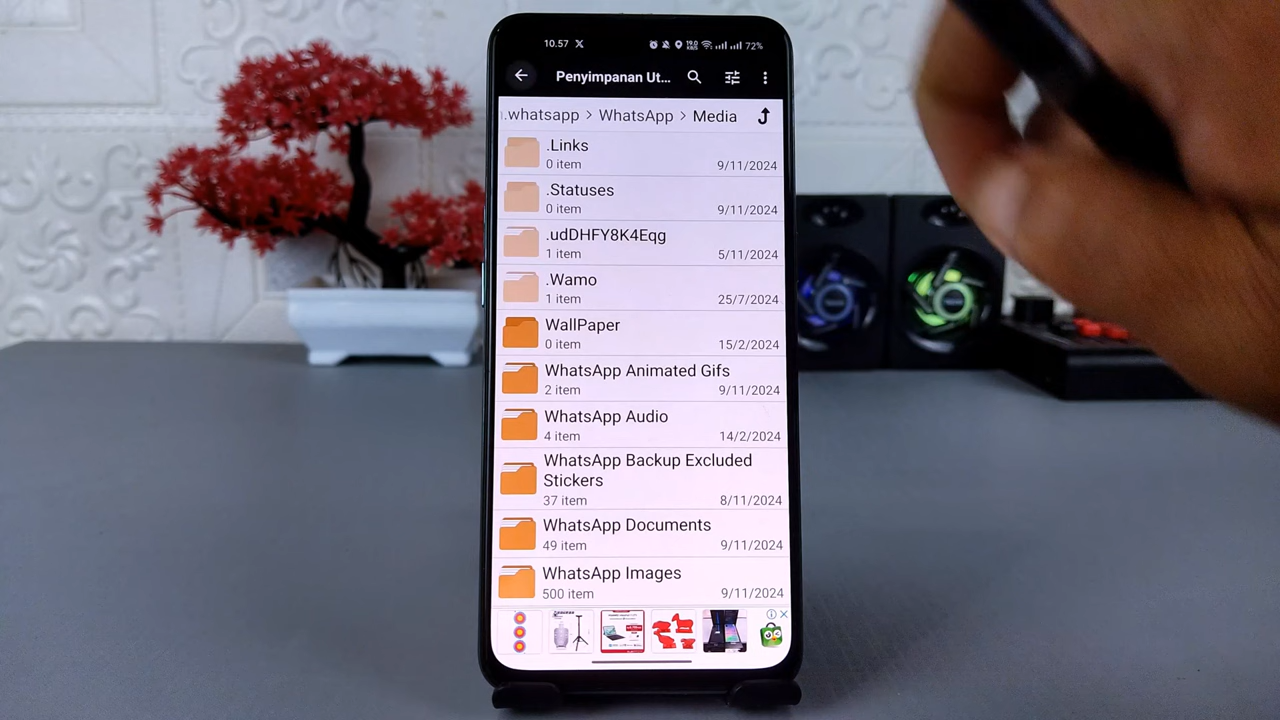 10.57
19.0
KB/S
72%
Penyimpanan Ut...
.whatsapp > WhatsApp > Media
.Links
0 item
9/11/2024
.Statuses
0 item
9/11/2024
.udDHFY8K4Eqg
1 item
5/11/2024
.Wamo
1 item
25/7/2024
WallPaper
0 item
15/2/2024
WhatsApp Animated Gifs
2 item
9/11/2024
WhatsApp Audio
4 item
14/2/2024
WhatsApp Backup Excluded
Stickers
37 item
8/11/2024
WhatsApp Documents
49 item
9/11/2024
WhatsApp Images
500 item
9/11/2024